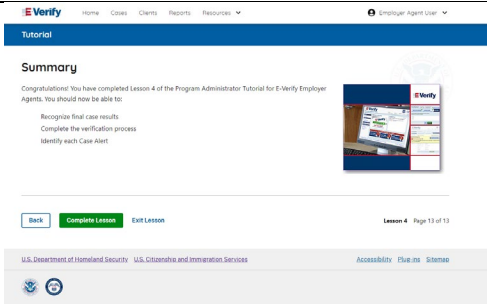 E-Verify Home Cases Clients Reports Resources Employer Agent User
Tutorial
Summary
Congratulations! You have completed Lesson 4 of the Program Administrator Tutorial for E-Verify Employer
Agents. You should now be able to:
Recognize final case results
Complete the verification process
Identify each Case Alert
E-Verify
Back Complete Lesson Exit Lesson Lesson 4 Page 13 of 13
U.S. Department of Homeland Security U.S. Citizenship and Immigration Services Accessibility Plug-ins Sitemap